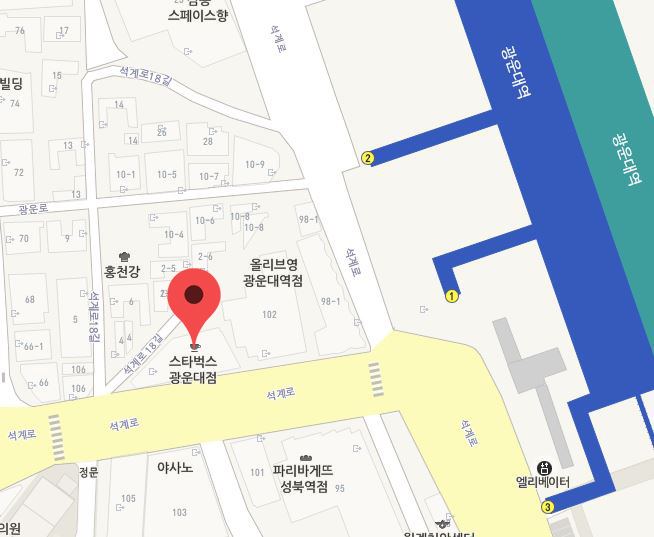 스페이스향
석계로
광운대역
광운대역
76
17
석계로18길
빌딩
15
74
14
26
14
28
13
72
10-1
10-5
10-7
10-9
2
13
광운로
10-6
10-8
10-8
98-1
70
9
10-4
석계로
2-6
홍천강
2-5
올리브영
광운대역점
1
68
6
98-1
석계로18길
5
102
4
4
66-1
석계로18길
스타벅스
광운대점
106
66
106
석계로
석계로
석계로
석계로
정문
야사노
101
파리바게뜨
성북역점
95
엘리베이터
105
103
3
의원